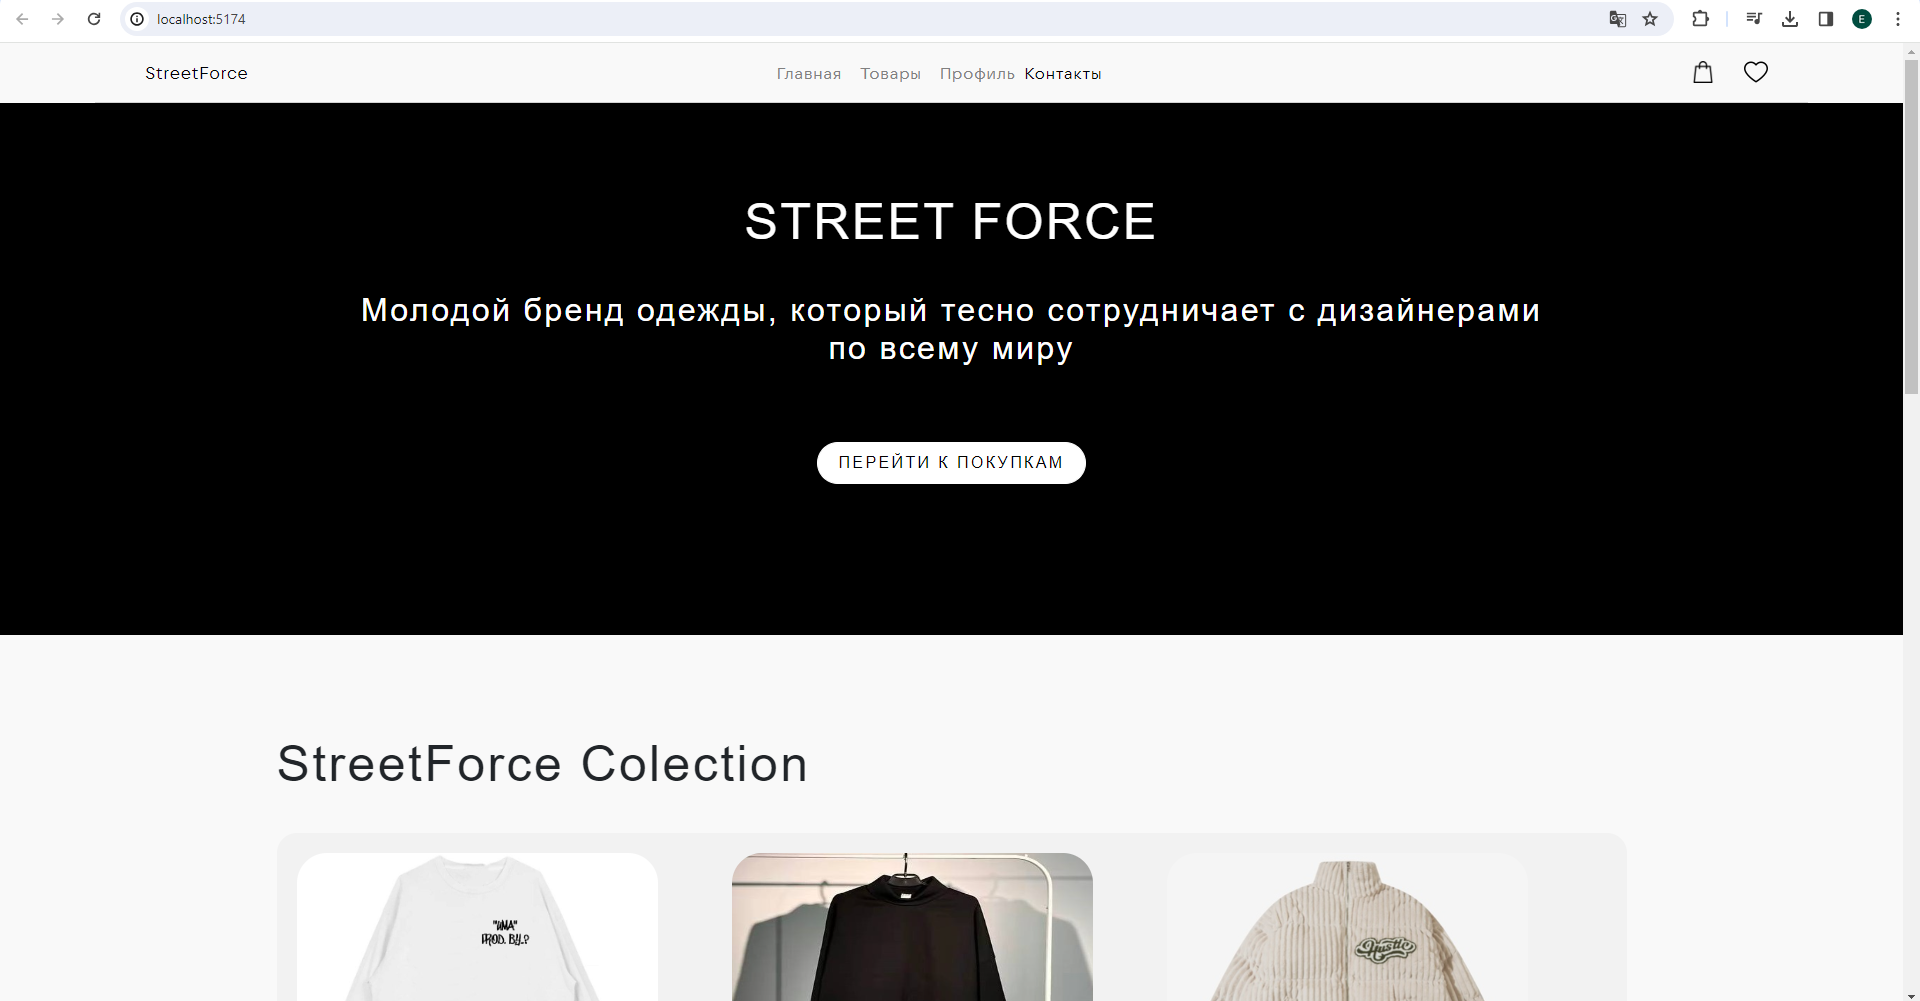 localhost:5174
E
StreetForce
Главная Товары Профиль Контакты
STREET FORCE
Молодой бренд одежды, который тесно сотрудничает с дизайнерами
по всему миру
ПЕРЕЙТИ К ПОКУПКАМ
StreetForce Colection
"UMA"
PROD. BY..?
Hustle